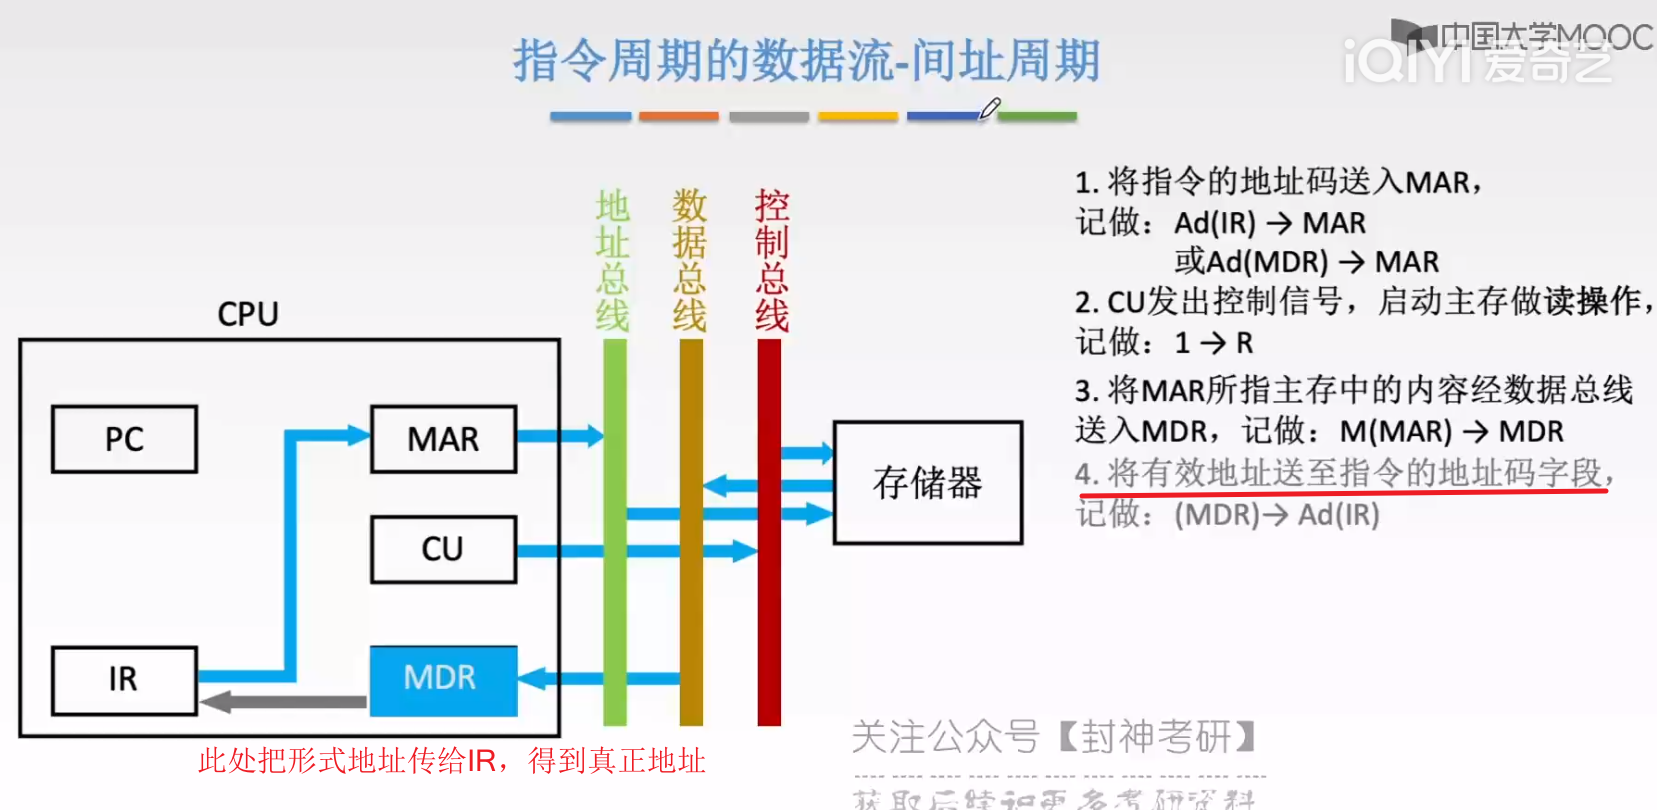 中国大学MOOC
iQIYI 爱奇艺
指令周期的数据流-间址周期
地址总线
数据总线
控制总线
CPU
PC
MAR
CU
IR
MDR
存储器
1. 将指令的地址码送入MAR，
记做：Ad(IR) → MAR
或Ad(MDR) → MAR
2. CU发出控制信号，启动主存做读操作，
记做：1 → R
3. 将MAR所指主存中的内容经数据总线
送入MDR，记做：M(MAR) → MDR
4. 将有效地址送至指令的地址码字段，
记做：(MDR)→ Ad(IR)
此处把形式地址传给IR，得到真正地址
关注公众号【封神考研】
更多考研资料